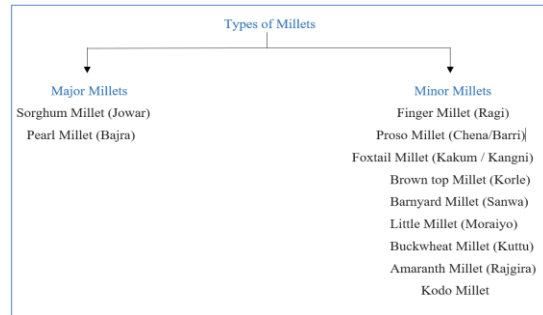 Types of Millets
Major Millets
Sorghum Millet (Jowar)
Pearl Millet (Bajra)
Minor Millets
Finger Millet (Ragi)
Proso Millet (Chena/Barri)
Foxtail Millet (Kakum / Kangni)
Brown top Millet (Korle)
Barnyard Millet (Sanwa)
Little Millet (Moraiyo)
Buckwheat Millet (Kuttu)
Amaranth Millet (Rajgira)
Kodo Millet